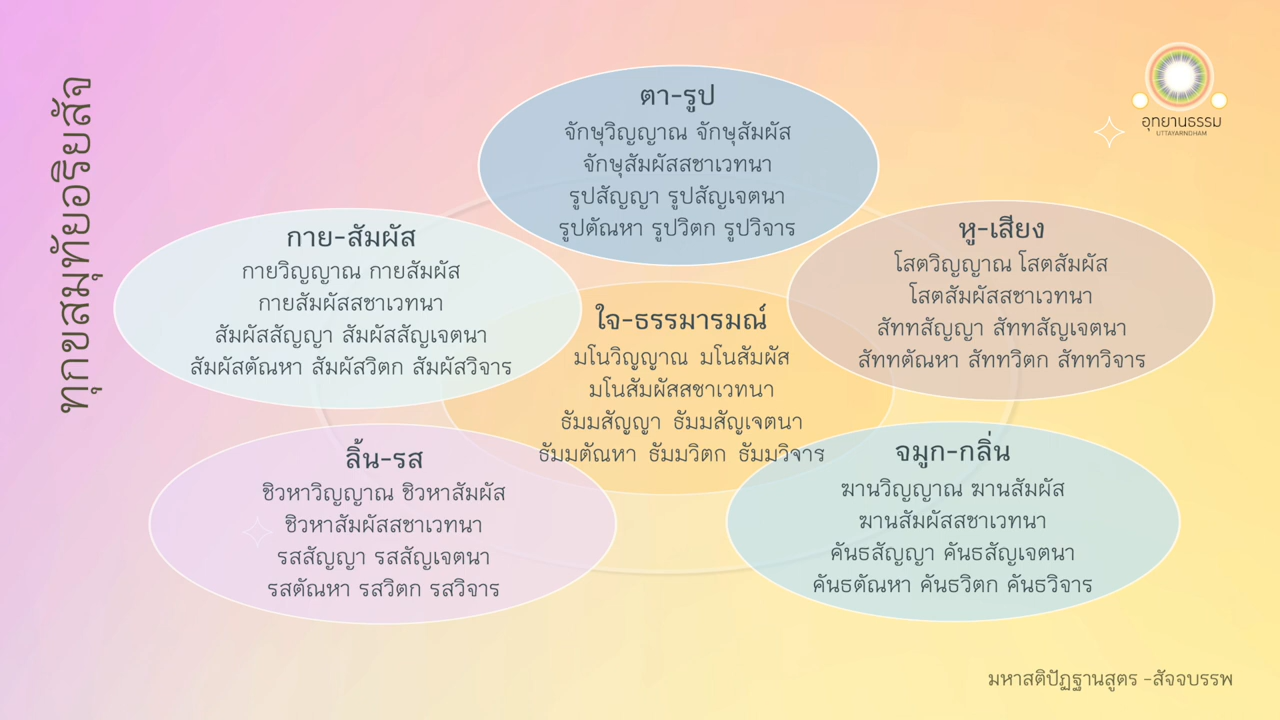 ทุกขสมุทัยอริยสัจ
อุทยานธรรม
UTTAYARNDHAM
ตา-รูป
จักษุวิญญาณ จักษุสัมผัส
จักษุสัมผัสสชาเวทนา
รูปสัญญา รูปสัญเจตนา
รูปตัณหา รูปวิตก รูปวิจาร
กาย-สัมผัส
กายวิญญาณ กายสัมผัส
กายสัมผัสสชาเวทนา
สัมผัสสัญญา สัมผัสสัญเจตนา
สัมผัสตัณหา สัมผัสวิตก สัมผัสวิจาร
หู-เสียง
โสตวิญญาณ โสตสัมผัส
โสตสัมผัสสชาเวทนา
สัททสัญญา สัททสัญเจตนา
สัททตัณหา สัททวิตก สัททวิจาร
ใจ-ธรรมารมณ์
มโนวิญญาณ มโนสัมผัส
มโนสัมผัสสชาเวทนา
ธัมมสัญญา ธัมมสัญเจตนา
ธัมมตัณหา ธัมมวิตก ธัมมวิจาร
ลิ้น-รส
ชิวหาวิญญาณ ชิวหาสัมผัส
ชิวหาสัมผัสสชาเวทนา
รสสัญญา รสสัญเจตนา
รสตัณหา รสวิตก รสวิจาร
จมูก-กลิ่น
ฆานวิญญาณ ฆานสัมผัส
ฆานสัมผัสสชาเวทนา
คันธสัญญา คันธสัญเจตนา
คันธตัณหา คันธวิตก คันธวิจาร
มหาสติปัฏฐานสูตร -สัจจบรรพ